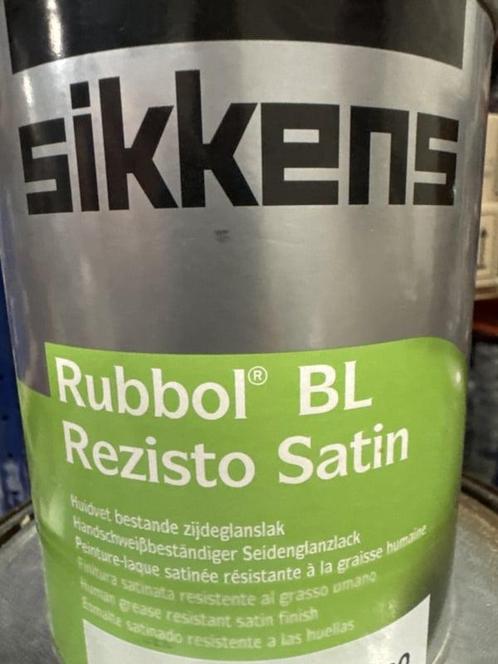 sikkens
Rubbol® BL
Rezisto Satin
Huidvet bestande zijdeglanslak
Handschweißbeständiger Seidenglanzlack
Peinture-laque satinée résistante à la graisse humaine
Finitura satinata resistente al grasso umano
Human grease resistant satin finish
Esmalte satinado resistente a las huellas